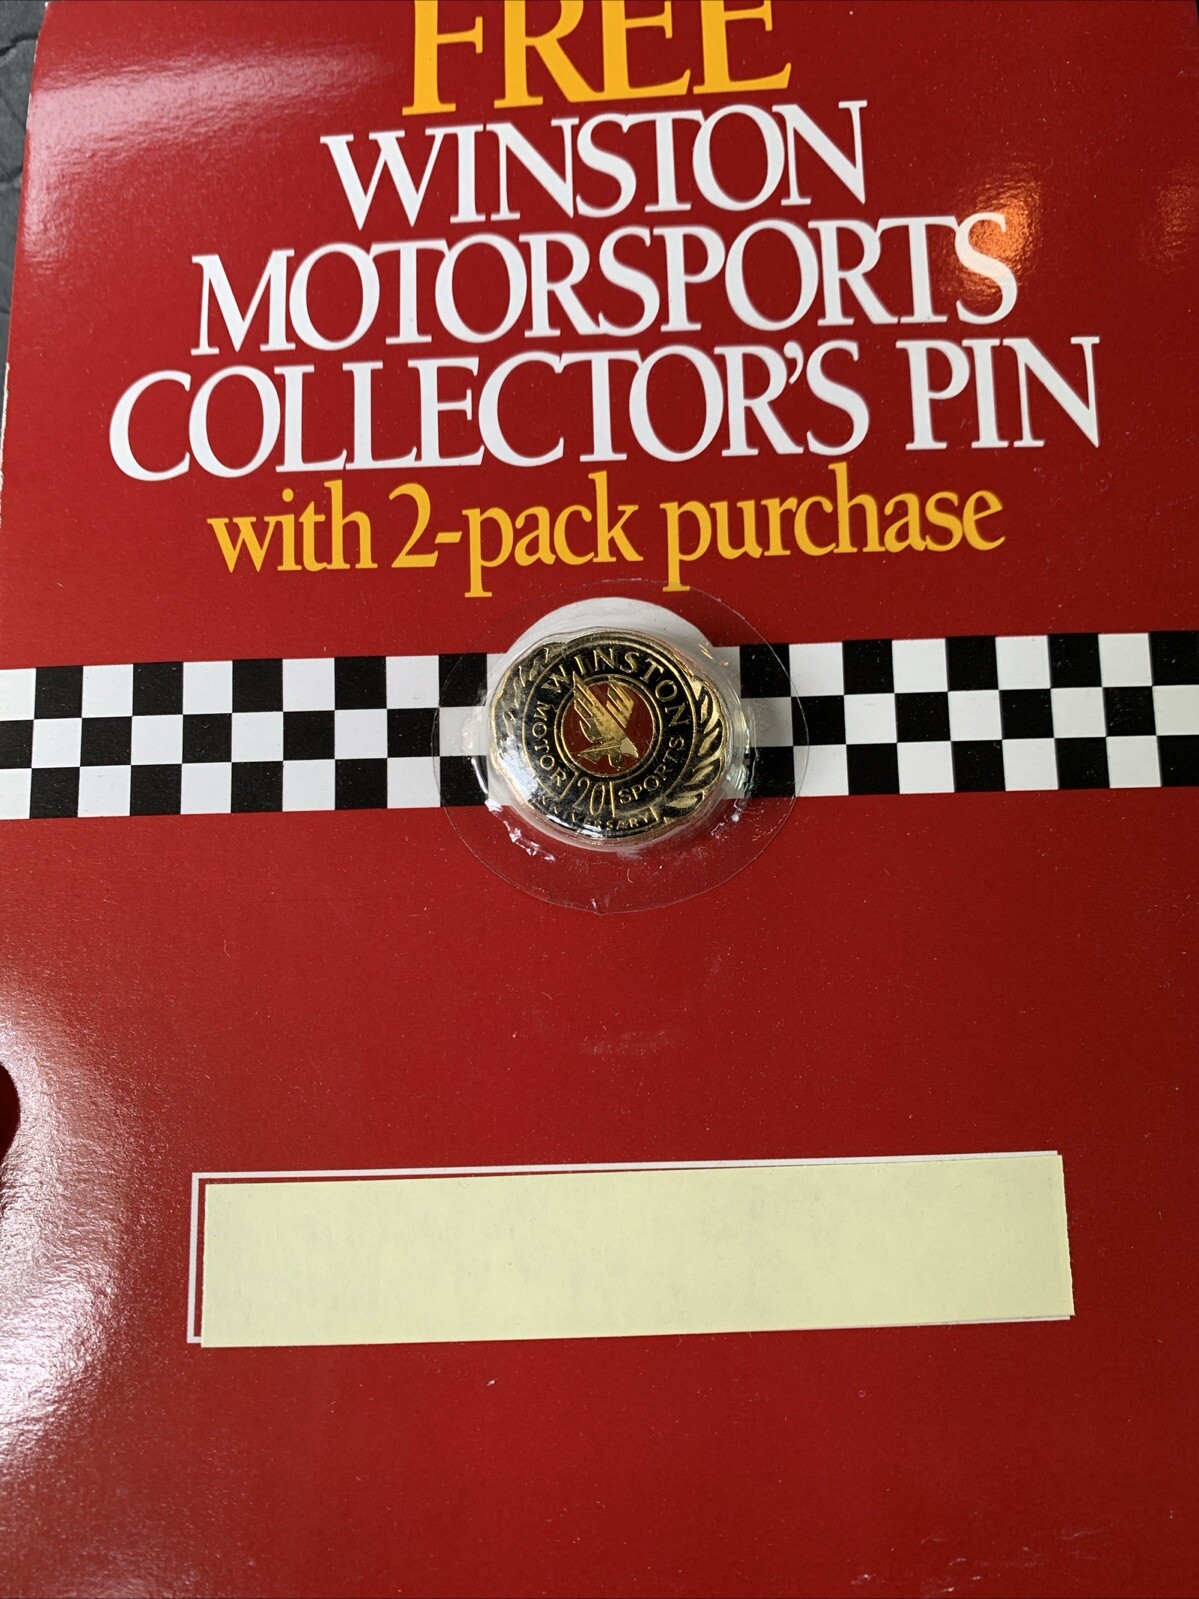 FREE
WINSTON
MOTORSPORTS
COLLECTOR'S PIN
with 2-pack purchase
WINSTON
MOTOR SPORTS
20
ANNIVERSARY